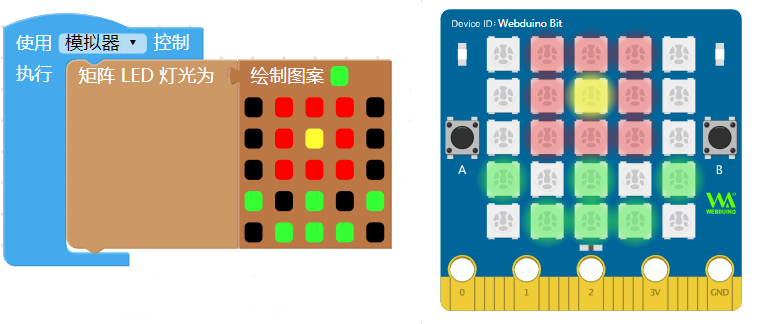 使用 模拟器 控制
执行 矩阵 LED 灯光为 绘制图案
Device ID: Webduino Bit
A B
WEBDUINO
0 1 2 3V GND